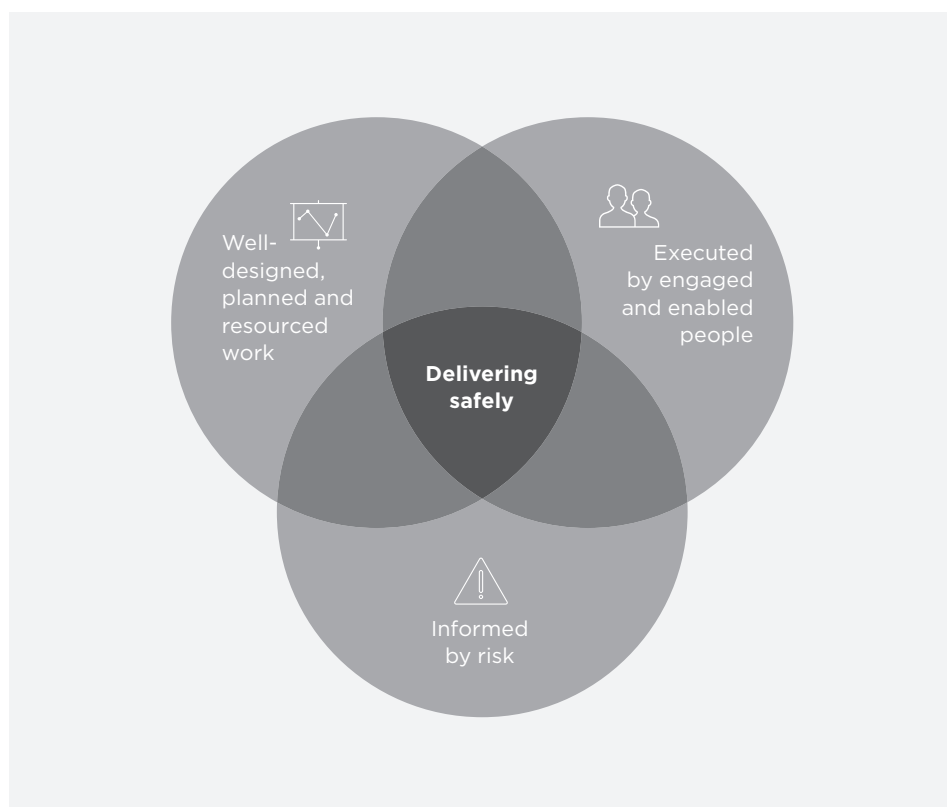 Well-
designed,
planned and
resourced
work
Executed
by engaged
and enabled
people
Delivering
safely
Informed
by risk